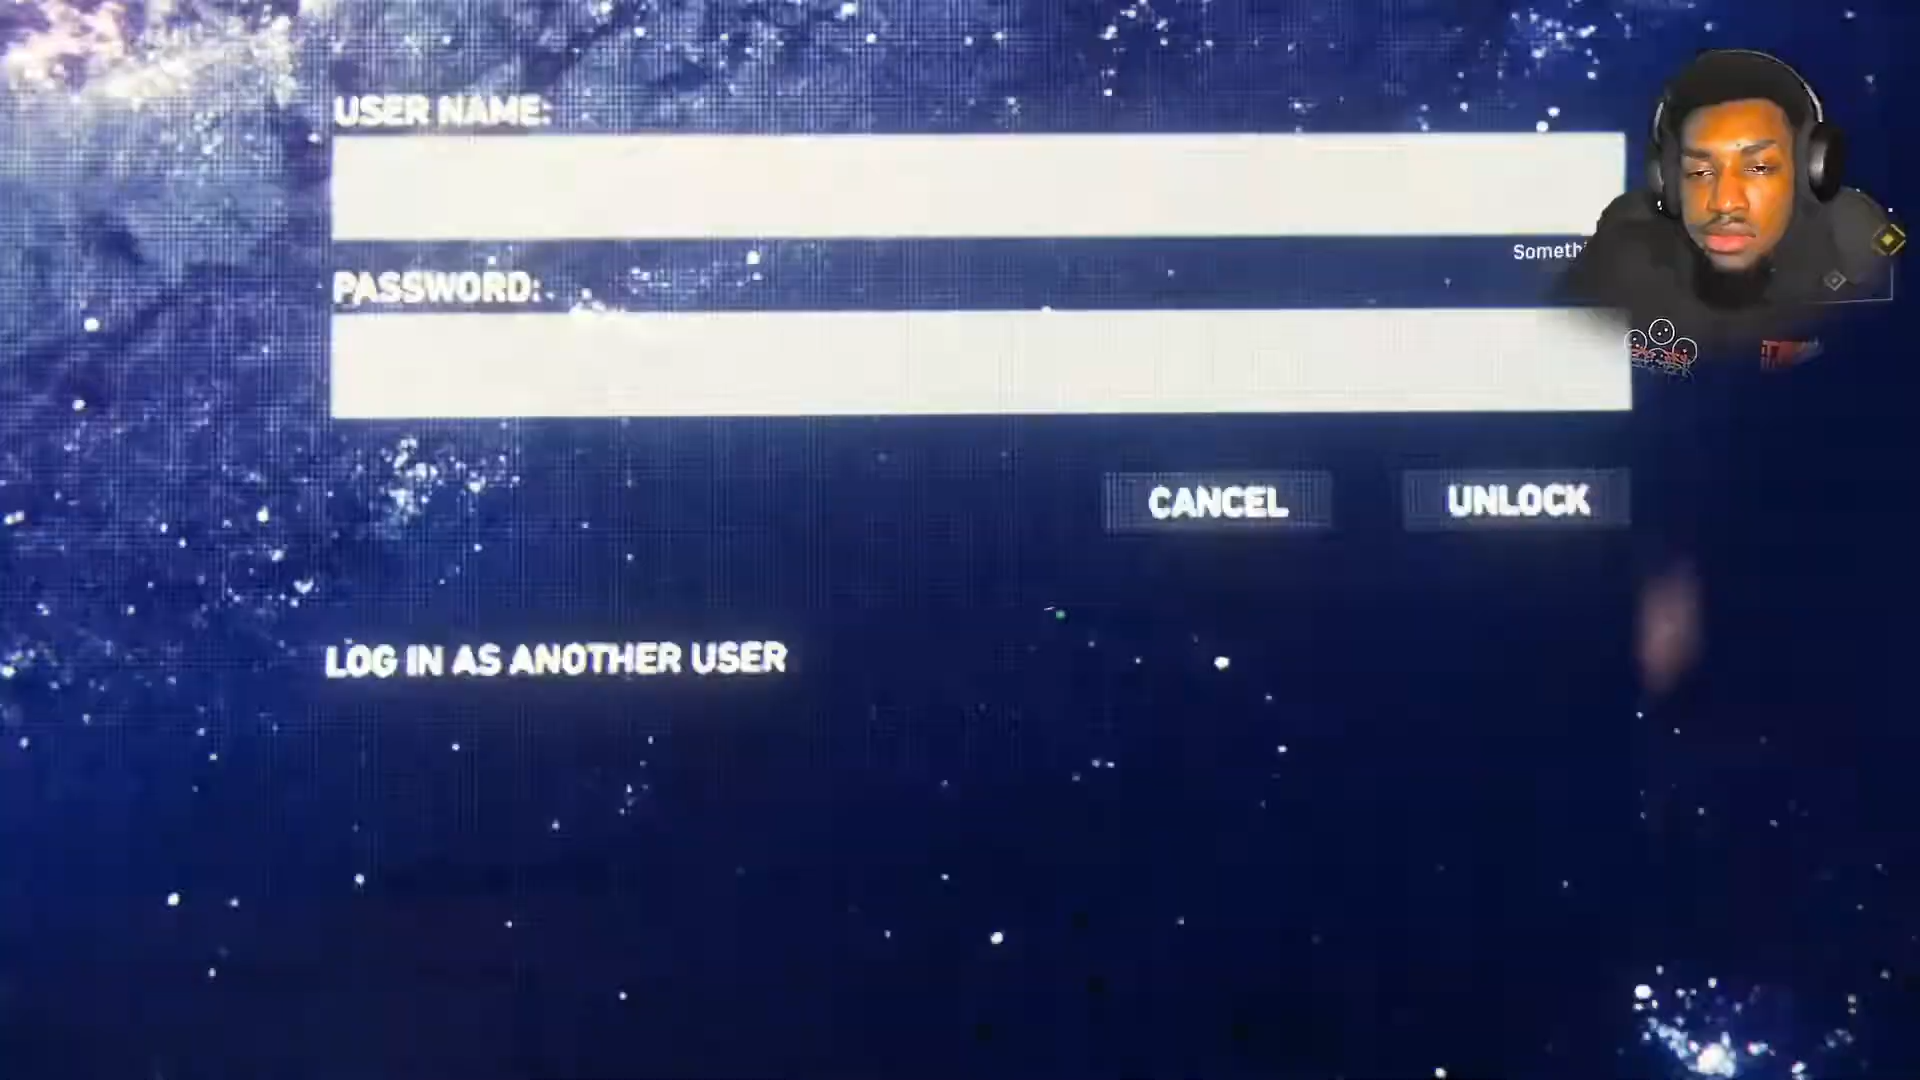 USER NAME:
PASSWORD:
CANCEL
UNLOCK
LOG IN AS ANOTHER USER